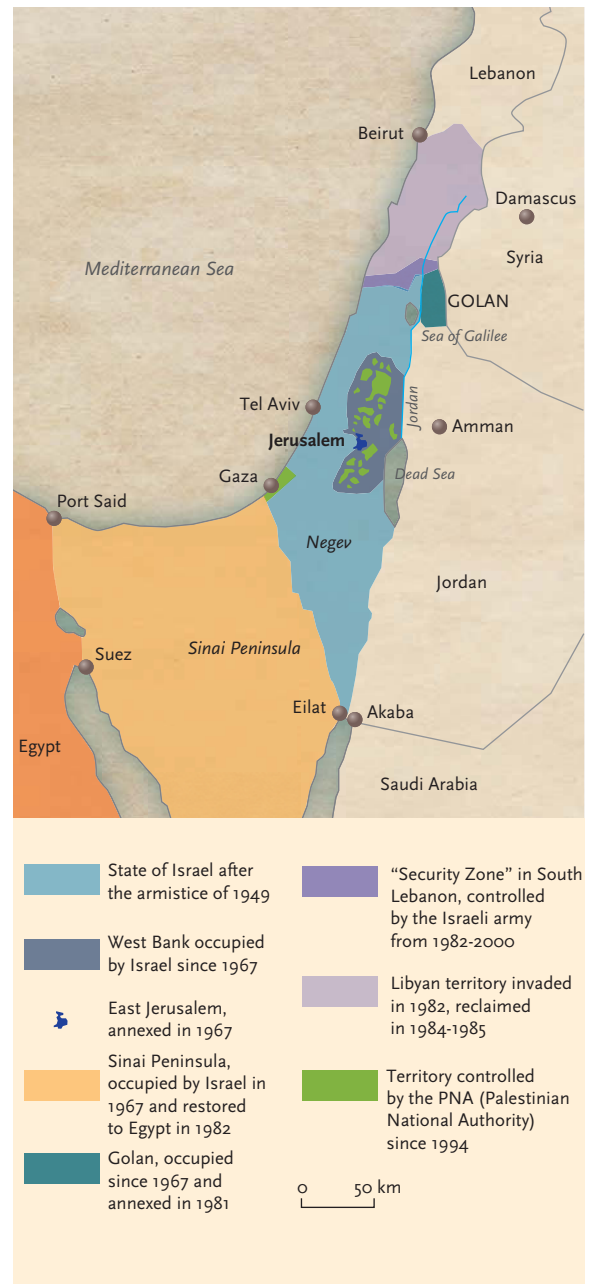 Lebanon
Beirut
Damascus
Mediterranean Sea
Syria
GOLAN
Sea of Galilee
Tel Aviv
Jordan
Jerusalem
Amman
Gaza
Dead Sea
Port Said
Negev
Jordan
Sinai Peninsula
Suez
Eilat
Akaba
Egypt
Saudi Arabia
State of Israel after
the armistice of 1949
West Bank occupied
by Israel since 1967
East Jerusalem,
annexed in 1967
Sinai Peninsula,
occupied by Israel in
1967 and restored
to Egypt in 1982
Golan, occupied
since 1967 and
annexed in 1981
“Security Zone” in South
Lebanon, controlled
by the Israeli army
from 1982-2000
Libyan territory invaded
in 1982, reclaimed
in 1984-1985
Territory controlled
by the PNA (Palestinian
National Authority)
since 1994
0 50 km